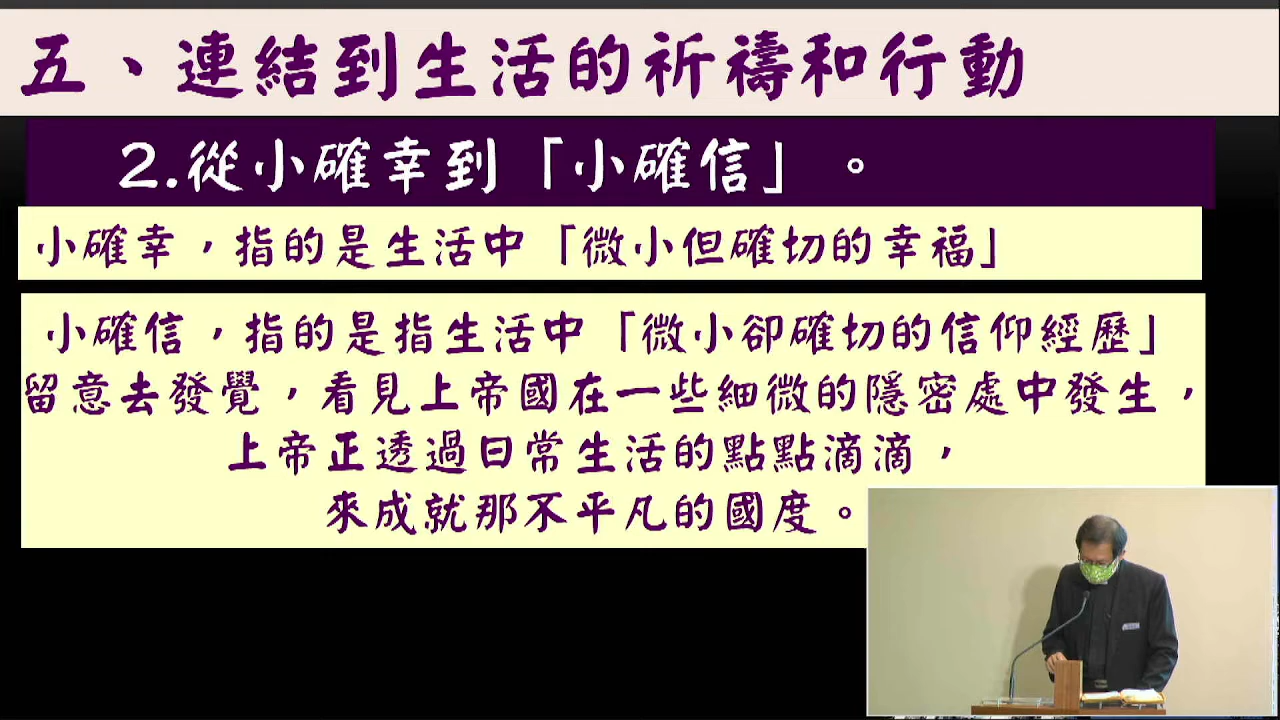 五、連結到生活的祈禱和行動
2.從小確幸到「小確信」。
小確幸，指的是生活中「微小但確切的幸福」
小確信，指的是指生活中「微小卻確切的信仰經歷」
留意去發覺，看見上帝國在一些細微的隱密處中發生，
上帝正透過日常生活的點點滴滴，
來成就那不平凡的國度。